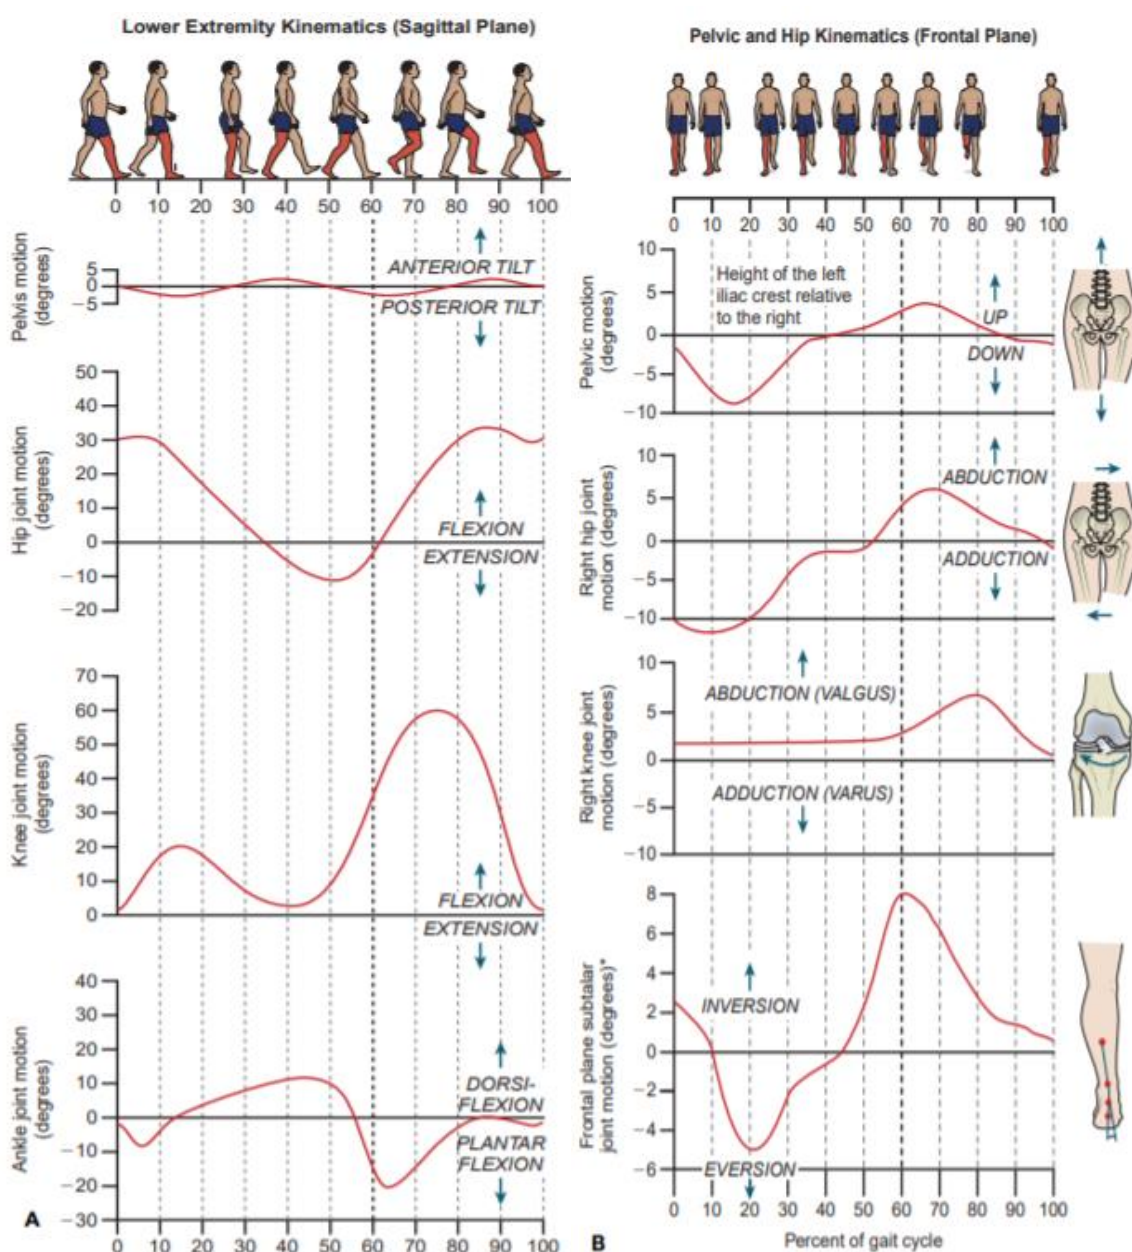 Lower Extremity Kinematics (Sagittal Plane)
0 10 20 30 40 50 60 70 80 90 100
Pelvis motion
(degrees)
5
0
−5
ANTERIOR TILT
POSTERIOR TILT
Hip joint motion
(degrees)
50
40
30
20
10
0
−10
−20
FLEXION
EXTENSION
Knee joint motion
(degrees)
70
60
50
40
30
20
10
0
FLEXION
EXTENSION
Ankle joint motion
(degrees)
40
30
20
10
0
−10
−20
−30
DORSI-
FLEXION
PLANTAR
FLEXION
A
0 10 20 30 40 50 60 70 80 90 100
Pelvic and Hip Kinematics (Frontal Plane)
0 10 20 30 40 50 60 70 80 90 100
Pelvic motion
(degrees)
10
5
0
−5
−10
Height of the left
iliac crest relative
to the right
UP
DOWN
Right hip joint
motion (degrees)
10
5
0
−5
−10
ABDUCTION
ADDUCTION
Right knee joint
motion (degrees)
10
5
0
−5
−10
ABDUCTION (VALGUS)
ADDUCTION (VARUS)
Frontal plane subtalar
joint motion (degrees)*
8
6
4
2
0
−2
−4
−6
INVERSION
EVERSION
0 10 20 30 40 50 60 70 80 90 100
B
Percent of gait cycle